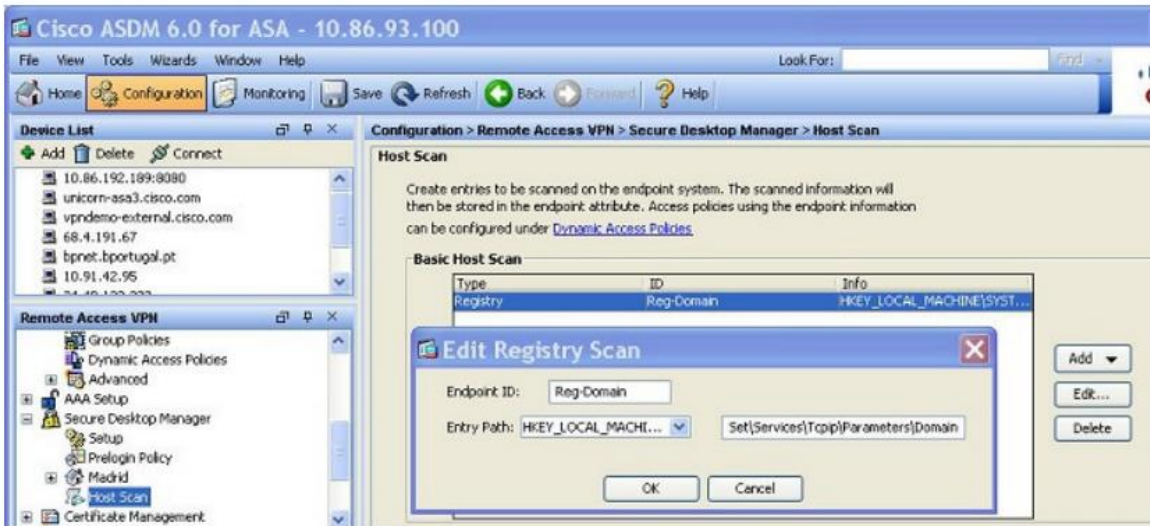 Cisco ASDM 6.0 for ASA - 10.86.93.100
File View Tools Wizards Window Help Look For: Find
Home Configuration Monitoring Save Refresh Back Forward Help
Device List
Add Delete Connect
10.86.192.189:8080
unicorn-asa3.cisco.com
vpndemo-external.cisco.com
68.4.191.67
bpnet.bportugal.pt
10.91.42.95
Remote Access VPN
Group Policies
Dynamic Access Policies
Advanced
AAA Setup
Secure Desktop Manager
Setup
Prelogin Policy
Madrid
Host Scan
Certificate Management
Configuration > Remote Access VPN > Secure Desktop Manager > Host Scan
Host Scan
Create entries to be scanned on the endpoint system. The scanned information will
then be stored in the endpoint attribute. Access policies using the endpoint information
can be configured under Dynamic Access Policies
Basic Host Scan
Type ID Info
Registry Reg-Domain HKEY_LOCAL_MACHINE\SYST...
Edit Registry Scan
Endpoint ID: Reg-Domain
Entry Path: HKEY_LOCAL_MACHI... Set\Services\Tcpip\Parameters\Domain
OK Cancel
Add
Edit...
Delete